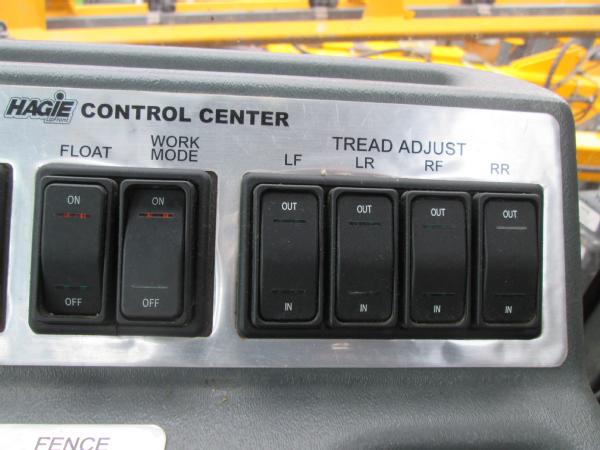 HAGIE CONTROL CENTER
FLOAT WORK MODE TREAD ADJUST
LF LR RF RR
ON ON OUT OUT OUT OUT
OFF OFF IN IN IN IN
FENCE